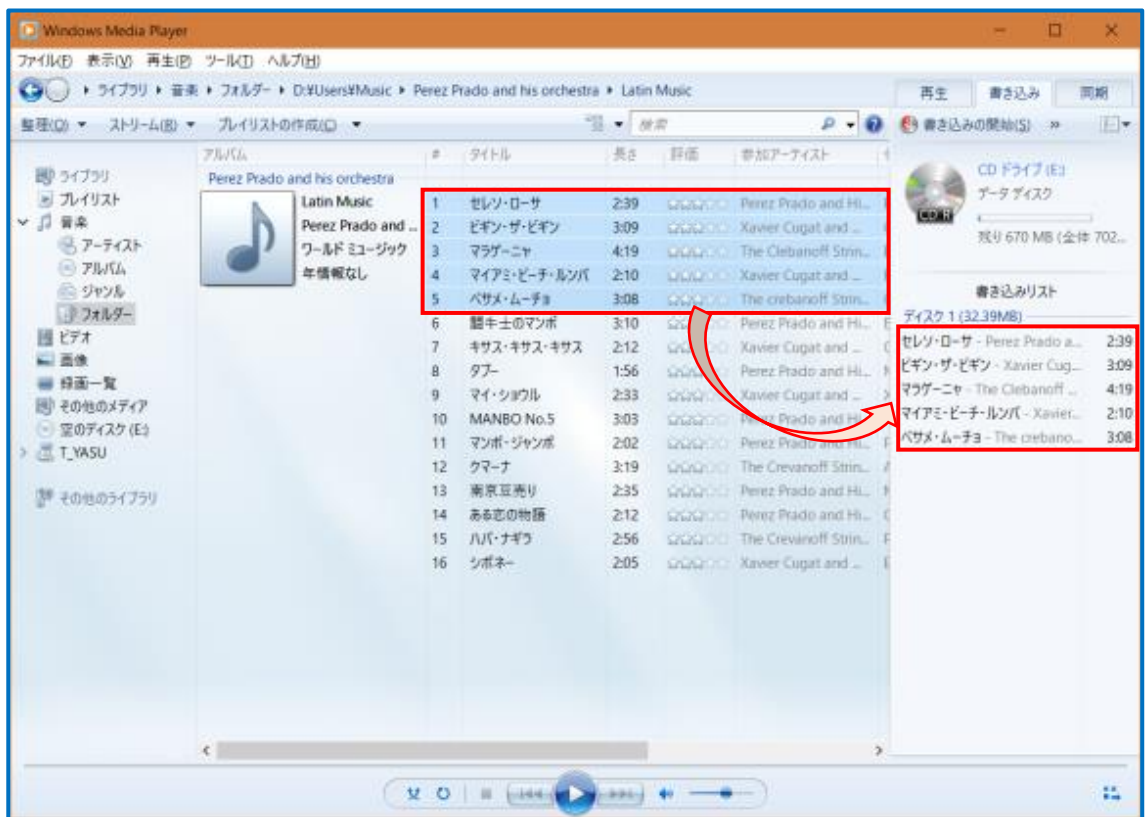 Windows Media Player
ファイル(F) 表示(V) 再生(P) ツール(T) ヘルプ(H)
ライブラリ 音楽 フォルダー D:¥Users¥Music Perez Prado and his orchestra Latin Music
再生 書き込み 同期
整理(O) ストリーム(R) プレイリストの作成(C) 検索 書き込みの開始(S) »
アルバム # タイトル 長さ 評価 参加アーティスト
ライブラリ
プレイリスト
音楽
アーティスト
アルバム
ジャンル
フォルダー
ビデオ
画像
録画一覧
その他のメディア
空のディスク (E:)
T_YASU
その他のライブラリ
Perez Prado and his orchestra
Latin Music
Perez Prado and ...
ワールド ミュージック
年情報なし
1 セレソ・ローサ 2:39 Perez Prado and Hi...
2 ビギン・ザ・ビギン 3:09 Xavier Cugat and ...
3 マラゲーニャ 4:19 The Clebanoff Strin...
4 マイアミ・ビーチ・ルンバ 2:10 Xavier Cugat and ...
5 ベサメ・ムーチョ 3:08 The crebanoff Strin...
6 闘牛士のマンボ 3:10 Perez Prado and Hi...
7 キサス・キサス・キサス 2:12 Xavier Cugat and ...
8 タブー 1:56 Perez Prado and Hi...
9 マイ・ショウル 2:33 Xavier Cugat and ...
10 MANBO No.5 3:03 Perez Prado and Hi...
11 マンボ・ジャンボ 2:02 Perez Prado and Hi...
12 クマーナ 3:19 The Crevanoff Strin...
13 南京豆売り 2:35 Perez Prado and Hi...
14 ある恋の物語 2:12 Perez Prado and Hi...
15 ハバ・ナギラ 2:56 The Crevanoff Strin...
16 シボネー 2:05 Xavier Cugat and ...
CD ドライブ (E:)
データ ディスク
CD R
残り 670 MB (全体 702...
書き込みリスト
ディスク 1 (32.39MB)
セレソ・ローサ - Perez Prado a... 2:39
ビギン・ザ・ビギン - Xavier Cug... 3:09
マラゲーニャ - The Clebanoff ... 4:19
マイアミ・ビーチ・ルンバ - Xavier... 2:10
ベサメ・ムーチョ - The crebano... 3:08